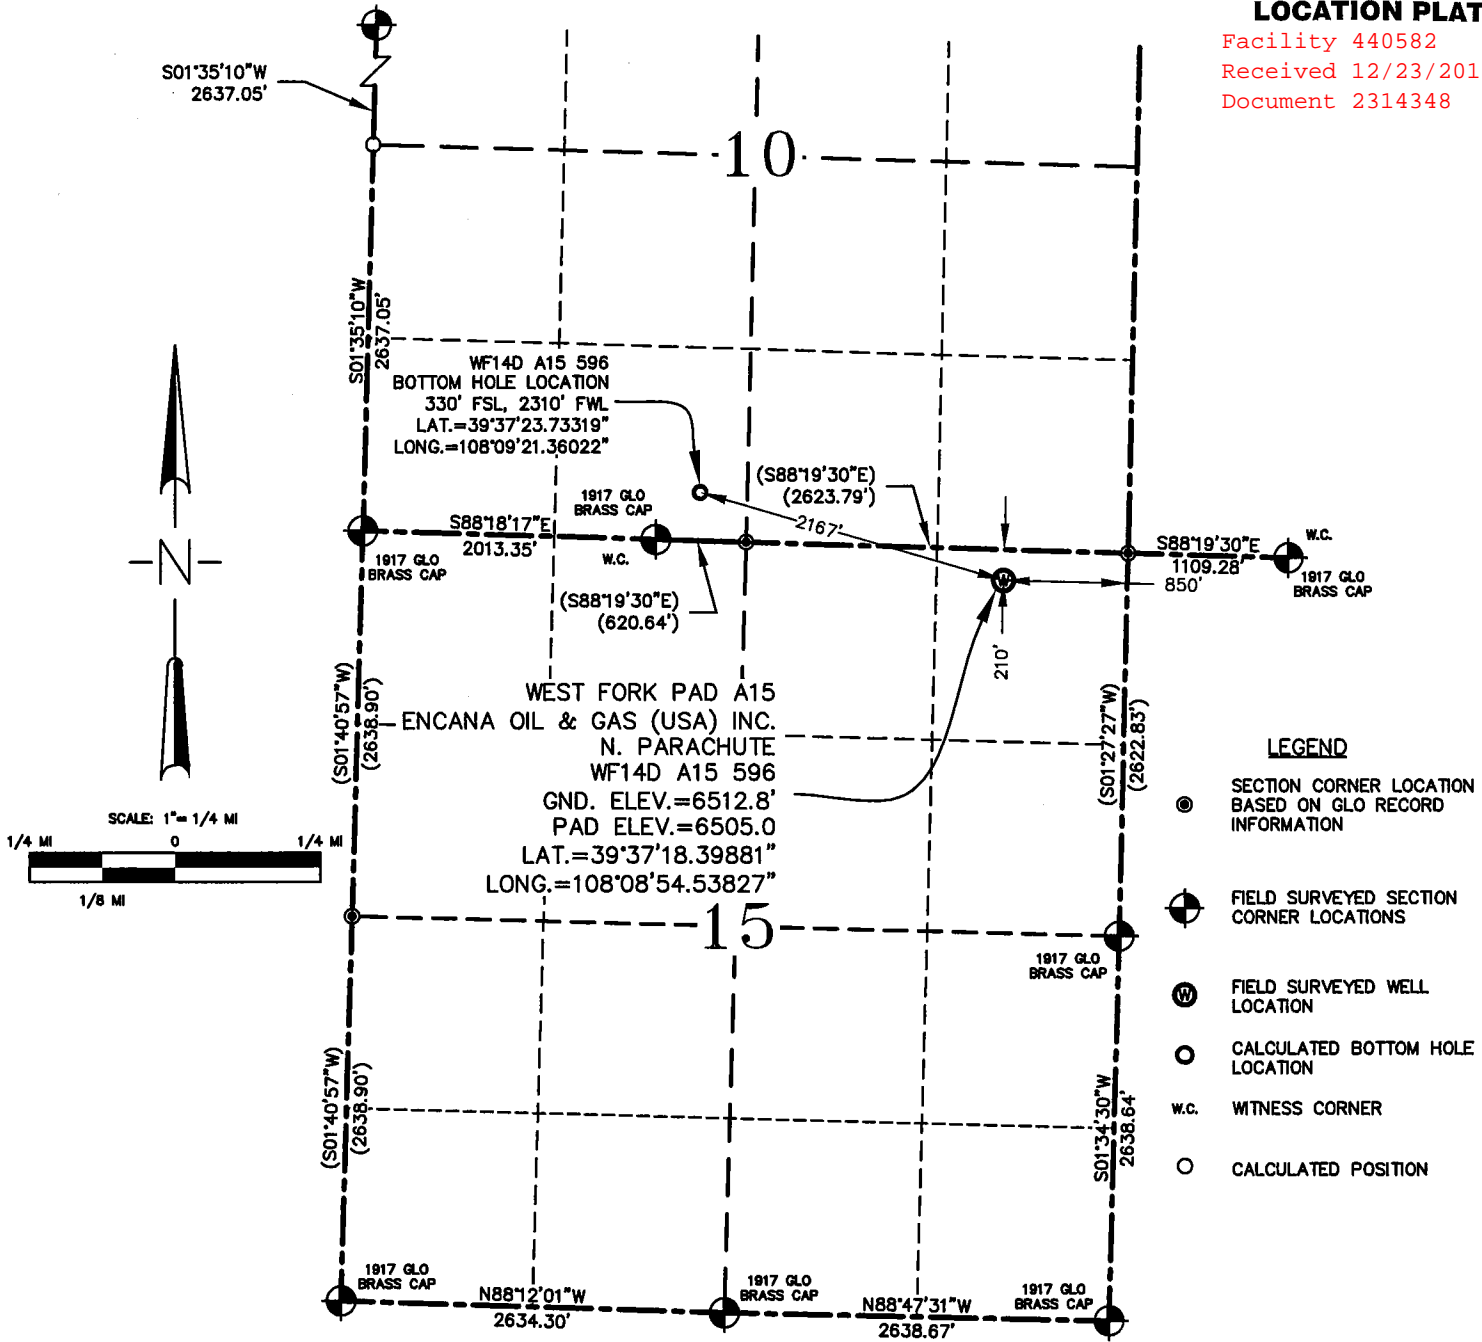 LOCATION PLAT
Facility 440582
Received 12/23/201
Document 2314348
S01°35'10"W
2637.05'
10
S01°35'10"W
2637.05'
WF14D A15 596
BOTTOM HOLE LOCATION
330' FSL, 2310' FWL
LAT.=39°37'23.73319"
LONG.=108°09'21.36022"
(S88°19'30"E)
(2623.79')
2167'
1917 GLO
BRASS CAP
S88°18'17"E
2013.35'
W.C.
1917 GLO
BRASS CAP
(S88°19'30"E)
(620.64')
S88°19'30"E
1109.28'
W.C.
1917 GLO
BRASS CAP
850'
W
210'
N
(S01°40'57"W)
(2638.90')
WEST FORK PAD A15
ENCANA OIL & GAS (USA) INC.
N. PARACHUTE
WF14D A15 596
GND. ELEV.=6512.8'
PAD ELEV.=6505.0
LAT.=39°37'18.39881"
LONG.=108°08'54.53827"
(S01°27'27"W)
(2622.83')
SCALE: 1"= 1/4 MI
1/4 MI 0 1/4 MI
1/8 MI
15
1917 GLO
BRASS CAP
(S01°40'57"W)
(2638.90')
S01°34'30"W
2638.64'
1917 GLO
BRASS CAP
N88°12'01"W
2634.30'
1917 GLO
BRASS CAP
N88°47'31"W
2638.67'
1917 GLO
BRASS CAP
LEGEND
SECTION CORNER LOCATION
BASED ON GLO RECORD
INFORMATION
FIELD SURVEYED SECTION
CORNER LOCATIONS
W
FIELD SURVEYED WELL
LOCATION
CALCULATED BOTTOM HOLE
LOCATION
W.C. WITNESS CORNER
CALCULATED POSITION